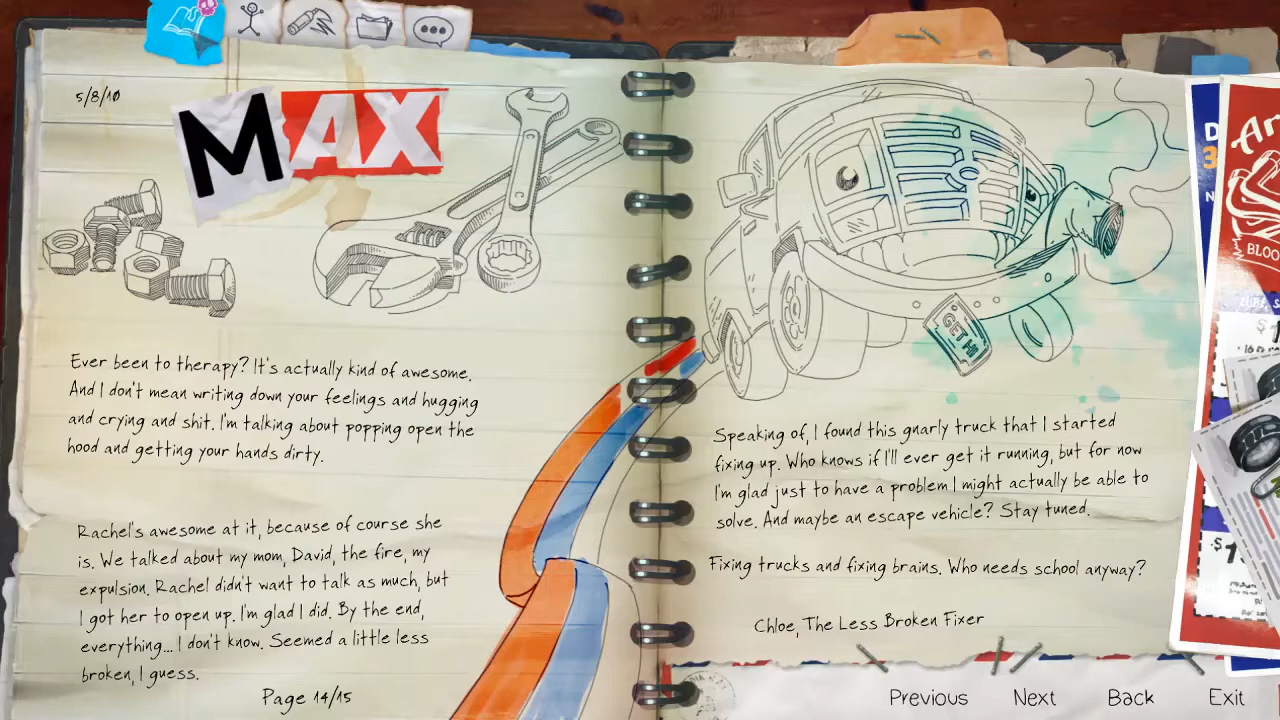 5/8/10
MAX
Ever been to therapy? It's actually kind of awesome.
And I don't mean writing down your feelings and hugging
and crying and shit. I'm talking about popping open the
hood and getting your hands dirty.
Rachel's awesome at it, because of course she
is. We talked about my mom, David, the fire, my
expulsion. Rachel didn't want to talk as much, but
I got her to open up. I'm glad I did. By the end,
everything... I don't know. Seemed a little less
broken, I guess.
Page 14/15
GET H
Speaking of, I found this gnarly truck that I started
fixing up. Who knows if I'll ever get it running, but for now
I'm glad just to have a problem I might actually be able to
solve. And maybe an escape vehicle? Stay tuned.
Fixing trucks and fixing brains. Who needs school anyway?
Chloe, The Less Broken Fixer
BLOO
Previous
Next
Back
Exit